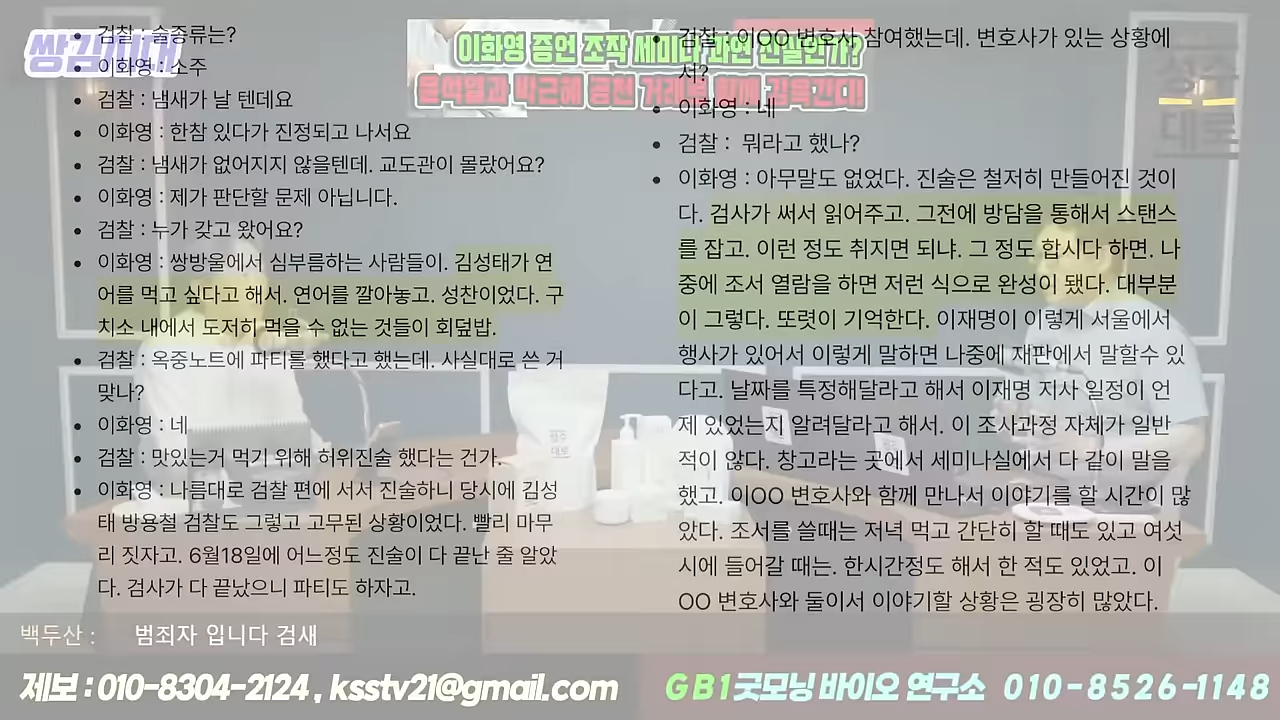 쌍김시대
이화영 증언 조작 세미나 과연 진실인가?
윤석열과 박근혜 공천 거래로 함께 감옥간다!
• 검찰 : 술종류는?
• 이화영 : 소주
• 검찰 : 냄새가 날 텐데요
• 이화영 : 한참 있다가 진정되고 나서요
• 검찰 : 냄새가 없어지지 않을텐데. 교도관이 몰랐어요?
• 이화영 : 제가 판단할 문제 아닙니다.
• 검찰 : 누가 갖고 왔어요?
• 이화영 : 쌍방울에서 심부름하는 사람들이. 김성태가 연
어를 먹고 싶다고 해서. 연어를 깔아놓고. 성찬이었다. 구
치소 내에서 도저히 먹을 수 없는 것들이 회덮밥.
• 검찰 : 옥중노트에 파티를 했다고 했는데. 사실대로 쓴 거
맞나?
• 이화영 : 네
• 검찰 : 맛있는거 먹기 위해 허위진술 했다는 건가.
• 이화영 : 나름대로 검찰 편에 서서 진술하니 당시에 김성
태 방용철 검찰도 그렇고 고무된 상황이었다. 빨리 마무
리 짓자고. 6월18일에 어느정도 진술이 다 끝난 줄 알았
다. 검사가 다 끝났으니 파티도 하자고.
• 검찰 : 이OO 변호사 참여했는데. 변호사가 있는 상황에
서?
• 이화영 : 네
• 검찰 : 뭐라고 했나?
• 이화영 : 아무말도 없었다. 진술은 철저히 만들어진 것이
다. 검사가 써서 읽어주고. 그전에 방담을 통해서 스탠스
를 잡고. 이런 정도 취지면 되냐. 그 정도 합시다 하면. 나
중에 조서 열람을 하면 저런 식으로 완성이 됐다. 대부분
이 그렇다. 또렷이 기억한다. 이재명이 이렇게 서울에서
행사가 있어서 이렇게 말하면 나중에 재판에서 말할수 있
다고. 날짜를 특정해달라고 해서 이재명 지사 일정이 언
제 있었는지 알려달라고 해서. 이 조사과정 자체가 일반
적이 않다. 창고라는 곳에서 세미나실에서 다 같이 말을
했고. 이OO 변호사와 함께 만나서 이야기를 할 시간이 많
았다. 조서를 쓸때는 저녁 먹고 간단히 할 때도 있고 여섯
시에 들어갈 때는. 한시간정도 해서 한 적도 있었고. 이
OO 변호사와 둘이서 이야기할 상황은 굉장히 많았다.
정수
대로
백두산 : 범죄자 입니다 검새
제보 : 010-8304-2124 , ksstv21@gmail.com
GB1굿모닝 바이오 연구소 010-8526-1148